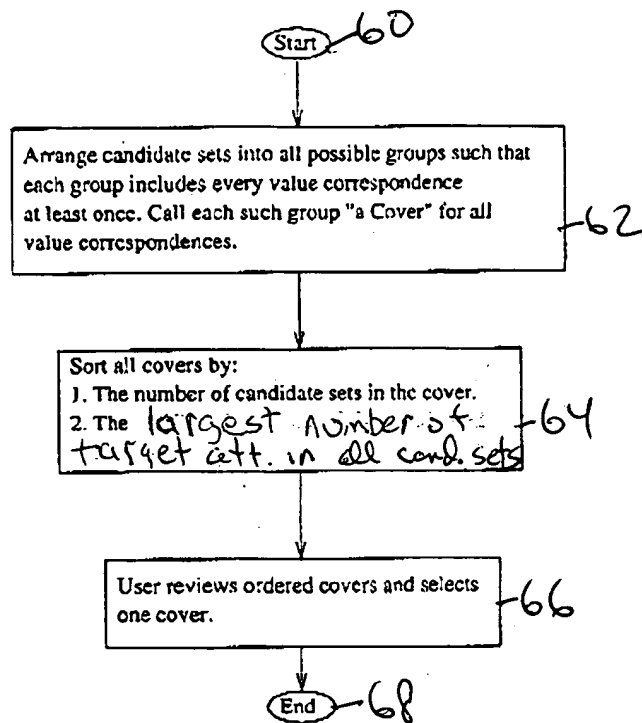 Start 60
Arrange candidate sets into all possible groups such that
each group includes every value correspondence
at least once. Call each such group "a Cover" for all
value correspondences.
62
Sort all covers by:
1. The number of candidate sets in the cover.
2. The largest number of
target att. in all cand. sets
64
User reviews ordered covers and selects
one cover.
66
End 68